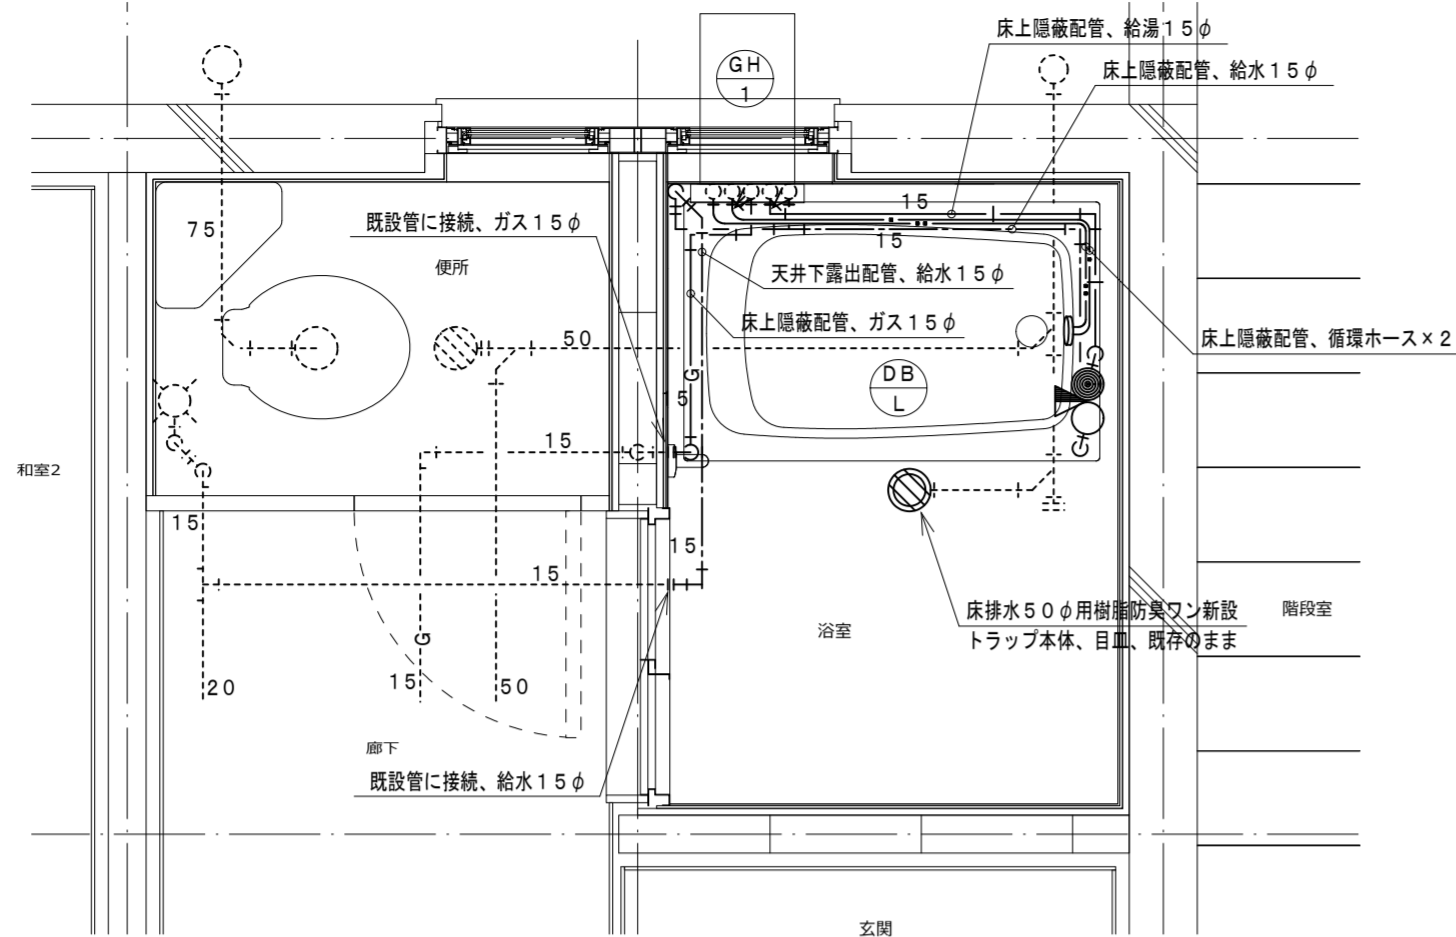 床上隠蔽配管、給湯15φ
GH
1
床上隠蔽配管、給水15φ
75
既設管に接続、ガス15φ
便所
15
15
天井下露出配管、給水15φ
床上隠蔽配管、ガス15φ
床上隠蔽配管、循環ホース×2
50
G
15
DB
L
15
和室2
15
15
15
床排水50φ用樹脂防臭ワン新設
トラップ本体、目皿、既存のまま
階段室
浴室
G
20
15
50
廊下
既設管に接続、給水15φ
玄関